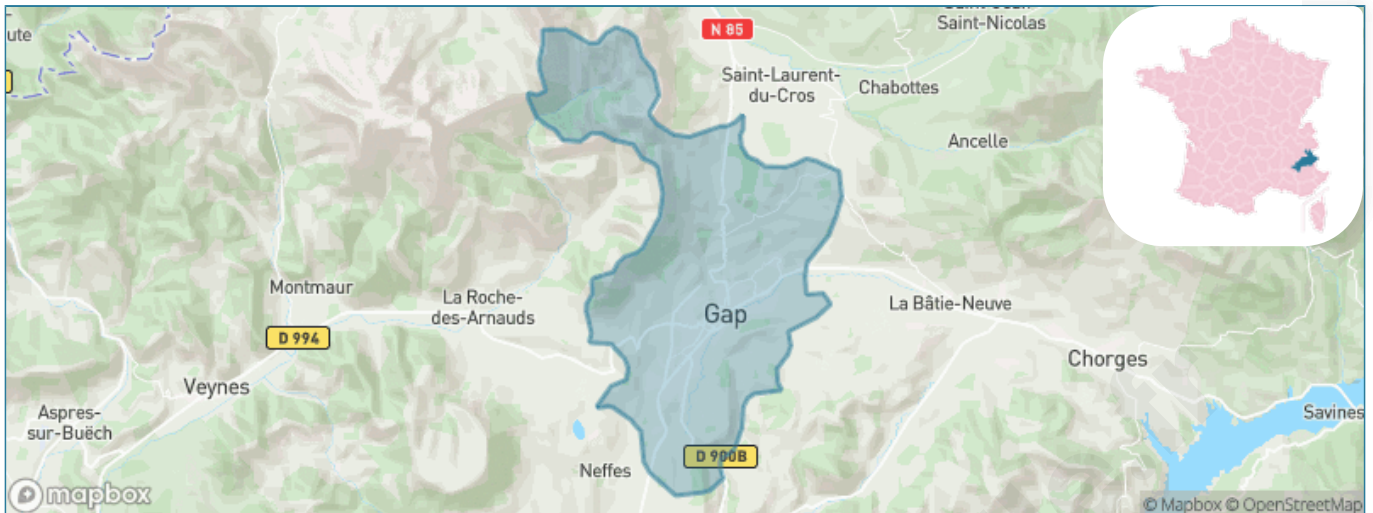 ute
N 85
Saint-Nicolas
Saint-Laurent-
du-Cros
Chabottes
Ancelle
Montmaur
La Roche-
des-Arnauds
D 994
Gap
La Bâtie-Neuve
Chorges
Veynes
Aspres-
sur-Buëch
Savines
Neffes
D 900B
mapbox
© Mapbox © OpenStreetMap